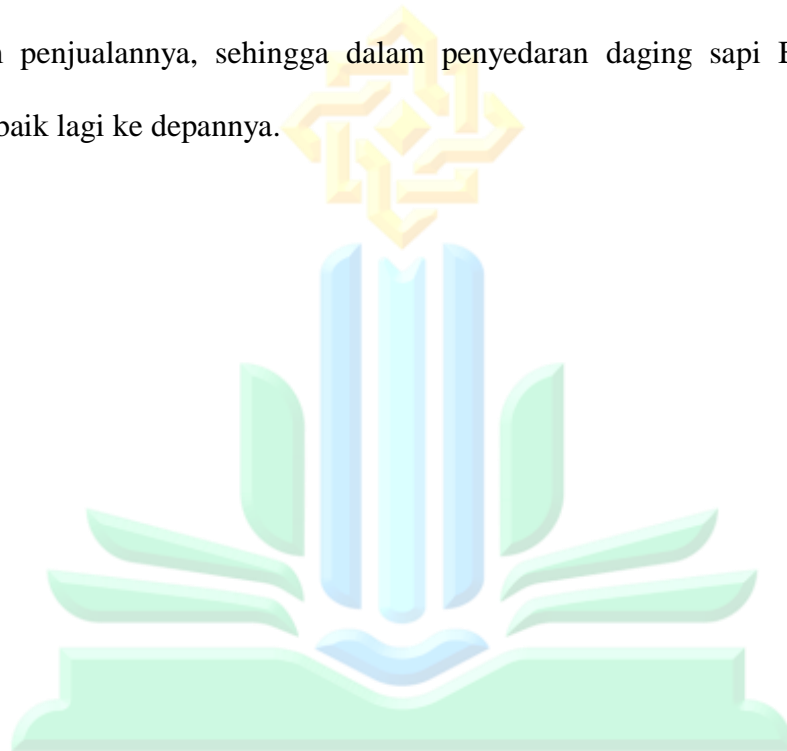 penjualannya, sehingga dalam penyedaran daging sapi
baik lagi ke depannya.